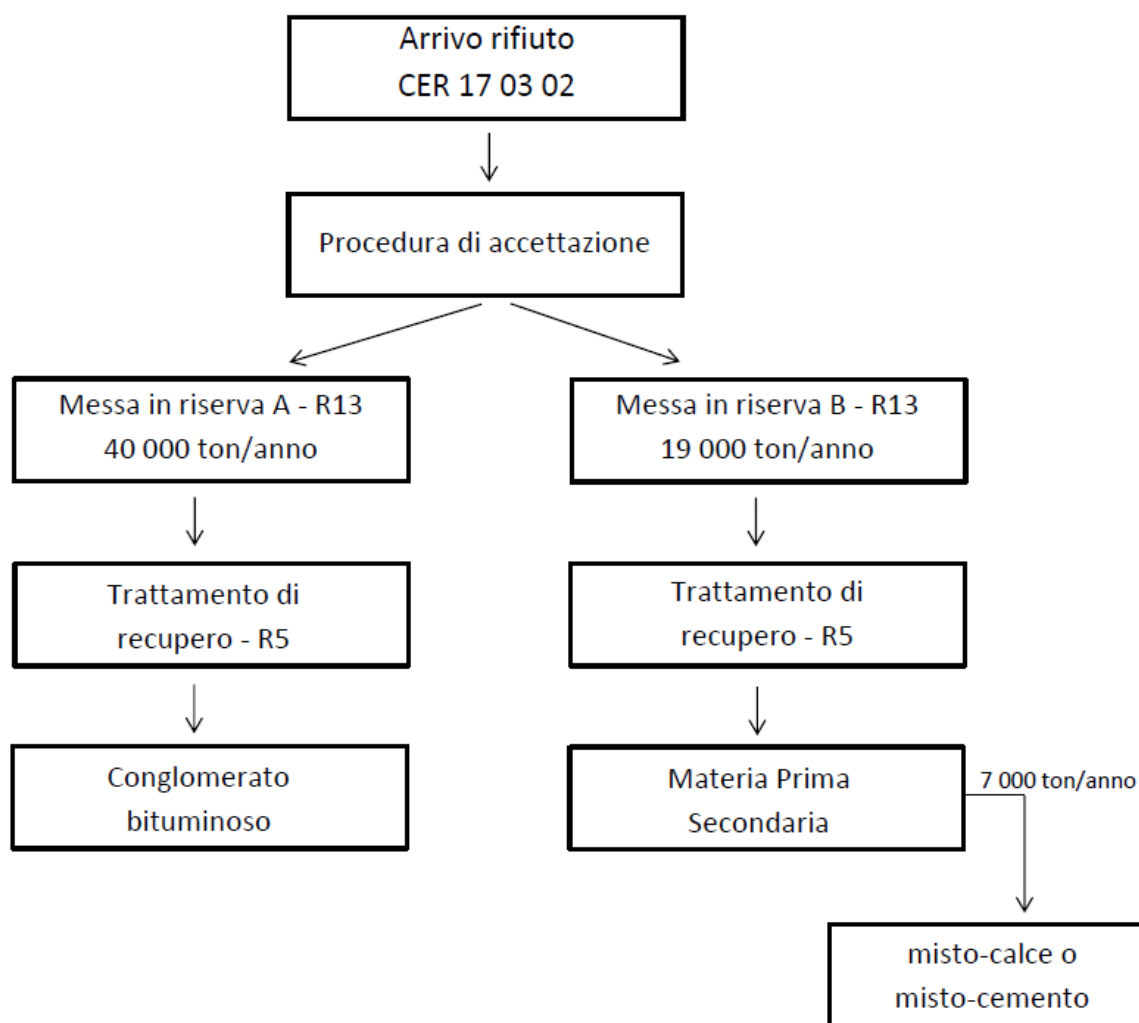 Arrivo rifiuto
CER 17 03 02
Procedura di accettazione
Messa in riserva A - R13
40 000 ton/anno
Messa in riserva B - R13
19 000 ton/anno
Trattamento di
recupero - R5
Trattamento di
recupero - R5
Conglomerato
bituminoso
Materia Prima
Secondaria
7 000 ton/anno
misto-calce o
misto-cemento